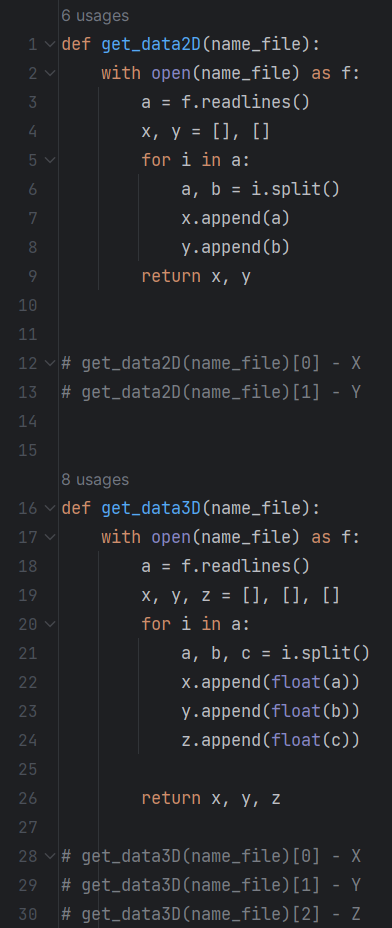 6 usages
1 def get_data2D(name_file):
2     with open(name_file) as f:
3         a = f.readlines()
4         x, y = [], []
5         for i in a:
6             a, b = i.split()
7             x.append(a)
8             y.append(b)
9         return x, y
10
11
12 # get_data2D(name_file)[0] - X
13 # get_data2D(name_file)[1] - Y
14
15
8 usages
16 def get_data3D(name_file):
17     with open(name_file) as f:
18         a = f.readlines()
19         x, y, z = [], [], []
20         for i in a:
21             a, b, c = i.split()
22             x.append(float(a))
23             y.append(float(b))
24             z.append(float(c))
25
26         return x, y, z
27
28 # get_data3D(name_file)[0] - X
29 # get_data3D(name_file)[1] - Y
30 # get_data3D(name_file)[2] - Z